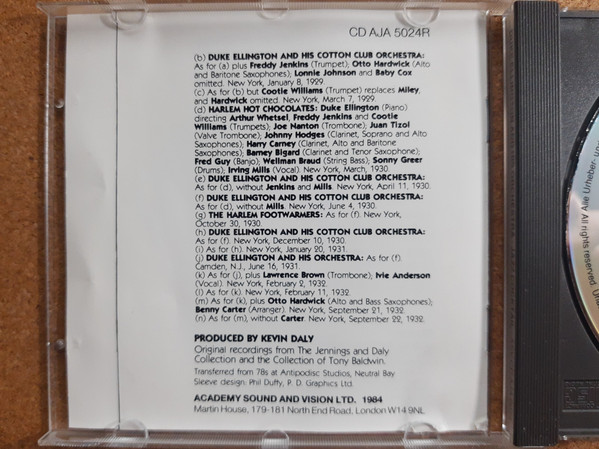 CD AJA 5024R
(b) DUKE ELLINGTON AND HIS COTTON CLUB ORCHESTRA:
As for (a) plus Freddy Jenkins (Trumpet); Otto Hardwick (Alto
and Baritone Saxophones); Lonnie Johnson and Baby Cox
omitted. New York, January 8, 1929.
(c) As for (b) but Cootie Williams (Trumpet) replaces Miley,
and Hardwick omitted. New York, March 7, 1929.
(d) HARLEM HOT CHOCOLATES: Duke Ellington (Piano)
directing Arthur Whetsel, Freddy Jenkins and Cootie
Williams (Trumpets); Joe Nanton (Trombone); Juan Tizol
(Valve Trombone); Johnny Hodges (Clarinet, Soprano and Alto
Saxophones); Harry Carney (Clarinet, Alto and Baritone
Saxophones); Barney Bigard (Clarinet and Tenor Saxophone);
Fred Guy (Banjo); Wellman Braud (String Bass); Sonny Greer
(Drums); Irving Mills (Vocal). New York, March, 1930.
(e) DUKE ELLINGTON AND HIS COTTON CLUB ORCHESTRA:
As for (d), without Jenkins and Mills. New York, April 11, 1930.
(f) DUKE ELLINGTON AND HIS COTTON CLUB ORCHESTRA:
As for (d), without Mills. New York, June 4, 1930.
(g) THE HARLEM FOOTWARMERS: As for (f). New York,
October 30, 1930.
(h) DUKE ELLINGTON AND HIS COTTON CLUB ORCHESTRA:
As for (f). New York, December 10, 1930.
(i) As for (h). New York, January 20, 1931.
(j) DUKE ELLINGTON AND HIS ORCHESTRA: As for (f).
Camden, N.J., June 16, 1931.
(k) As for (j), plus Lawrence Brown (Trombone); Ivie Anderson
(Vocal). New York, February 2, 1932.
(l) As for (k). New York, February 11, 1932.
(m) As for (k), plus Otto Hardwick (Alto and Bass Saxophones);
Benny Carter (Arranger). New York, September 21, 1932.
(n) As for (m), without Carter. New York, September 22, 1932.
PRODUCED BY KEVIN DALY
Original recordings from The Jennings and Daly
Collection and the Collection of Tony Baldwin.
Transferred from 78s at Antipodisc Studios, Neutral Bay
Sleeve design: Phil Duffy, P. D. Graphics Ltd.
ACADEMY SOUND AND VISION LTD. 1984
Martin House, 179-181 North End Road, London W14 9NL
All rights reserved.
Alle Urheber-